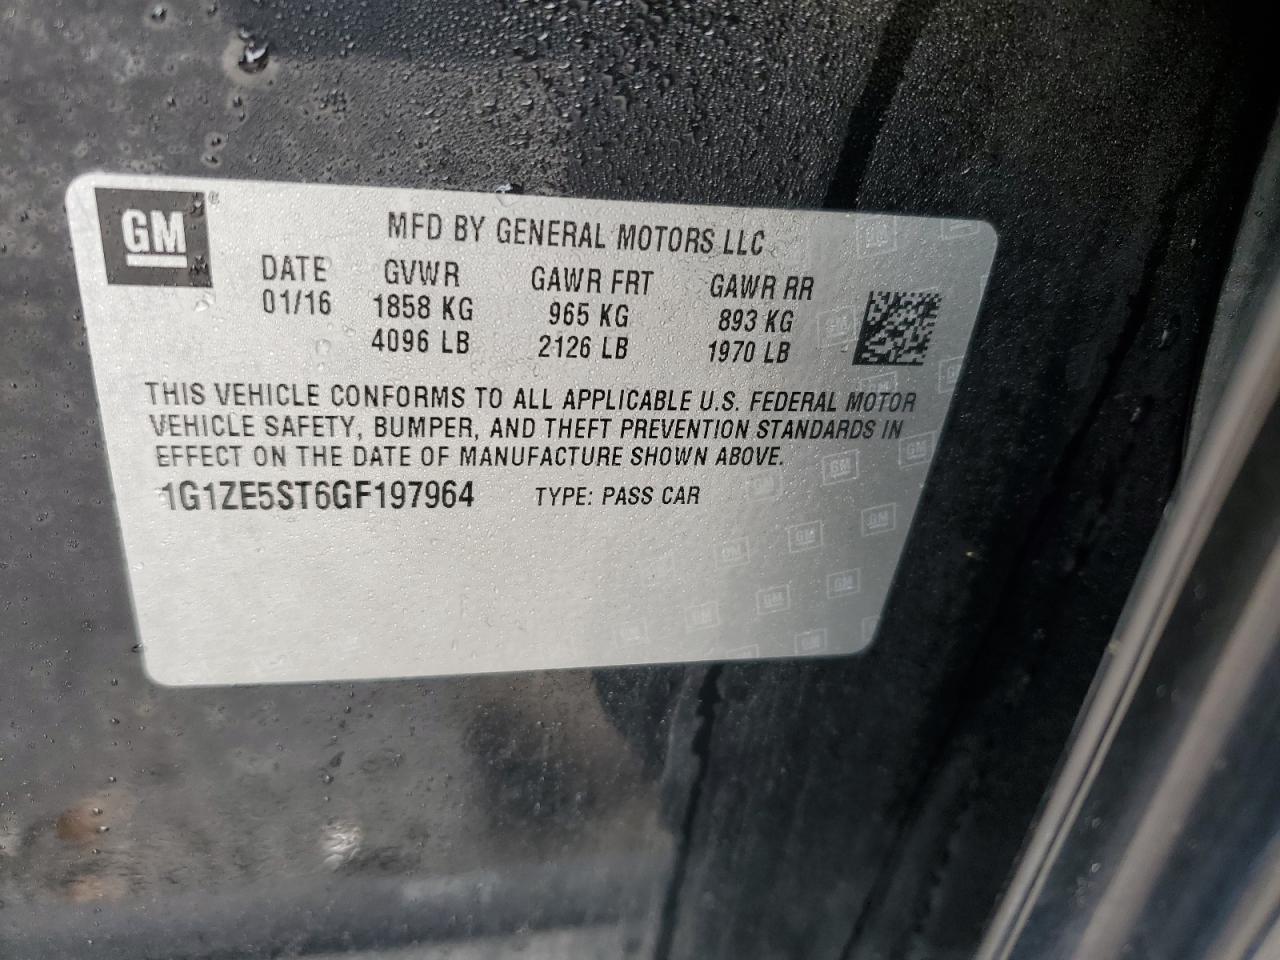 GM®
MFD BY GENERAL MOTORS LLC
DATE GVWR GAWR FRT GAWR RR
01/16 1858 KG 965 KG 893 KG
4096 LB 2126 LB 1970 LB
THIS VEHICLE CONFORMS TO ALL APPLICABLE U.S. FEDERAL MOTOR
VEHICLE SAFETY, BUMPER, AND THEFT PREVENTION STANDARDS IN
EFFECT ON THE DATE OF MANUFACTURE SHOWN ABOVE.
1G1ZE5ST6GF197964 TYPE: PASS CAR